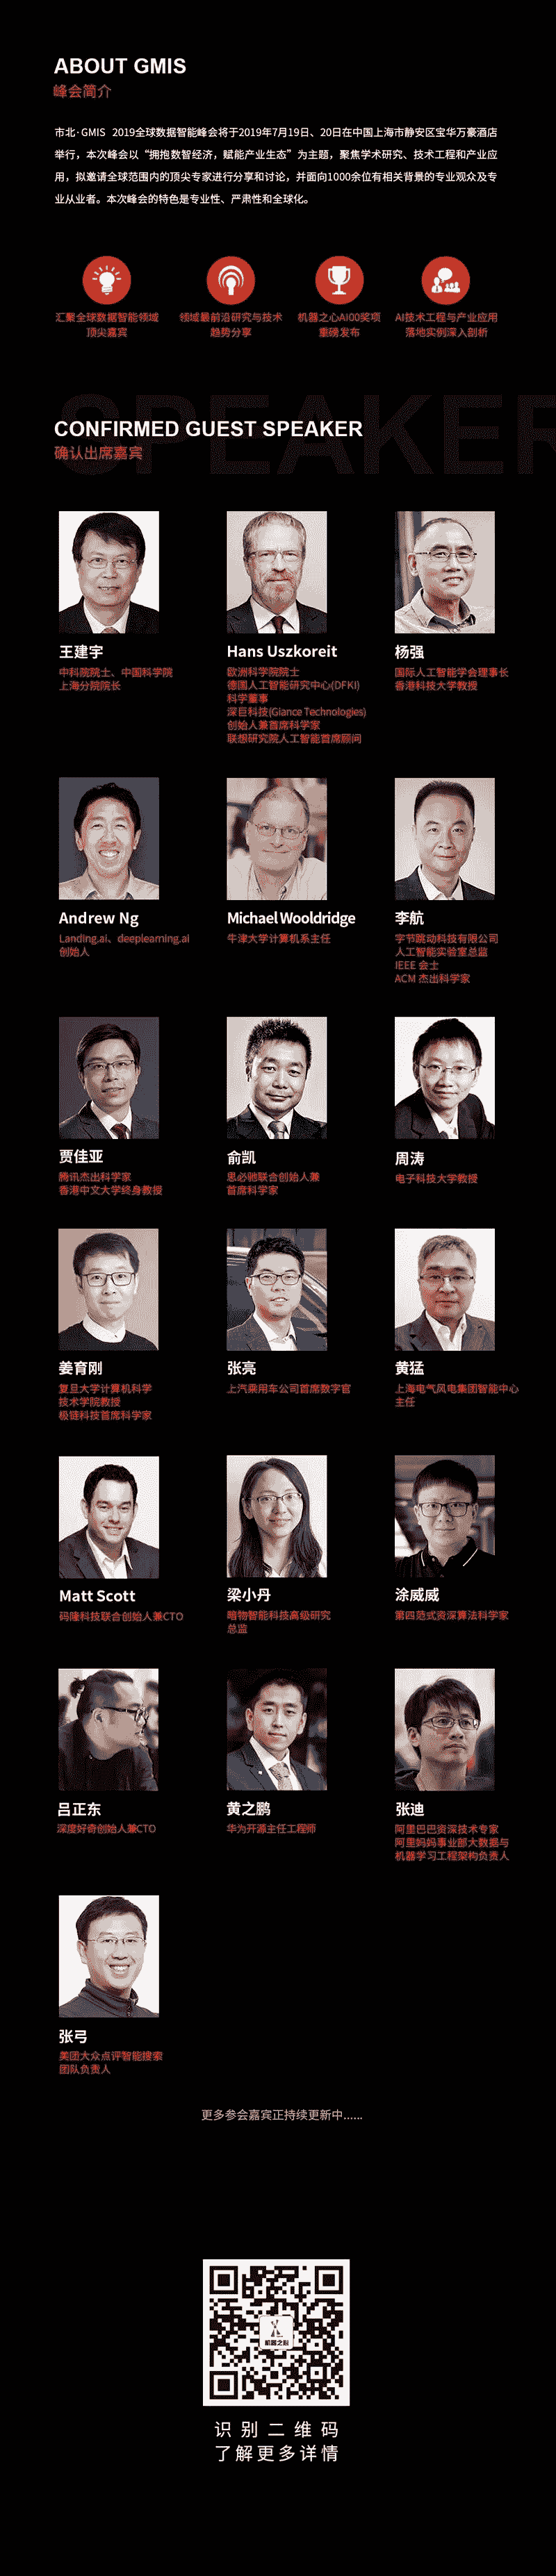 ABOUT GMIS
峰会简介
市北·GMIS 2019全球数据智能峰会将于2019年7月19日、20日在中国上海市静安区宝华万豪酒店
举行，本次峰会以“拥抱数智经济，赋能产业生态”为主题，聚焦学术研究、技术工程和产业应
用，拟邀请全球范围内的顶尖专家进行分享和讨论，并面向1000余位有相关背景的专业观众及专
业从业者。本次峰会的特色是专业性、严肃性和全球化。
汇聚全球数据智能领域
顶尖嘉宾
领域最前沿研究与技术
趋势分享
机器之心AI00奖项
重磅发布
AI技术工程与产业应用
落地实例深入剖析
SPEAKER
CONFIRMED GUEST SPEAKER
确认出席嘉宾
王建宇
中科院院士、中国科学院
上海分院院长
Hans Uszkoreit
欧洲科学院院士
德国人工智能研究中心(DFKI)
科学董事
深巨科技(Giance Technologies)
创始人兼首席科学家
联想研究院人工智能首席顾问
杨强
国际人工智能学会理事长
香港科技大学教授
Andrew Ng
Landing.ai、deeplearning.ai
创始人
Michael Wooldridge
牛津大学计算机系主任
李航
字节跳动科技有限公司
人工智能实验室总监
IEEE 会士
ACM 杰出科学家
贾佳亚
腾讯杰出科学家
香港中文大学终身教授
俞凯
思必驰联合创始人兼
首席科学家
周涛
电子科技大学教授
姜育刚
复旦大学计算机科学
技术学院教授
极链科技首席科学家
张亮
上汽乘用车公司首席数字官
黄猛
上海电气风电集团智能中心
主任
Matt Scott
码隆科技联合创始人兼CTO
梁小丹
暗物智能科技高级研究
总监
涂威威
第四范式资深算法科学家
吕正东
深度好奇创始人兼CTO
黄之鹏
华为开源主任工程师
张迪
阿里巴巴资深技术专家
阿里妈妈事业部大数据与
机器学习工程架构负责人
张弓
美团大众点评智能搜索
团队负责人
更多参会嘉宾正持续更新中......
机器之心
识别二维码
了解更多详情